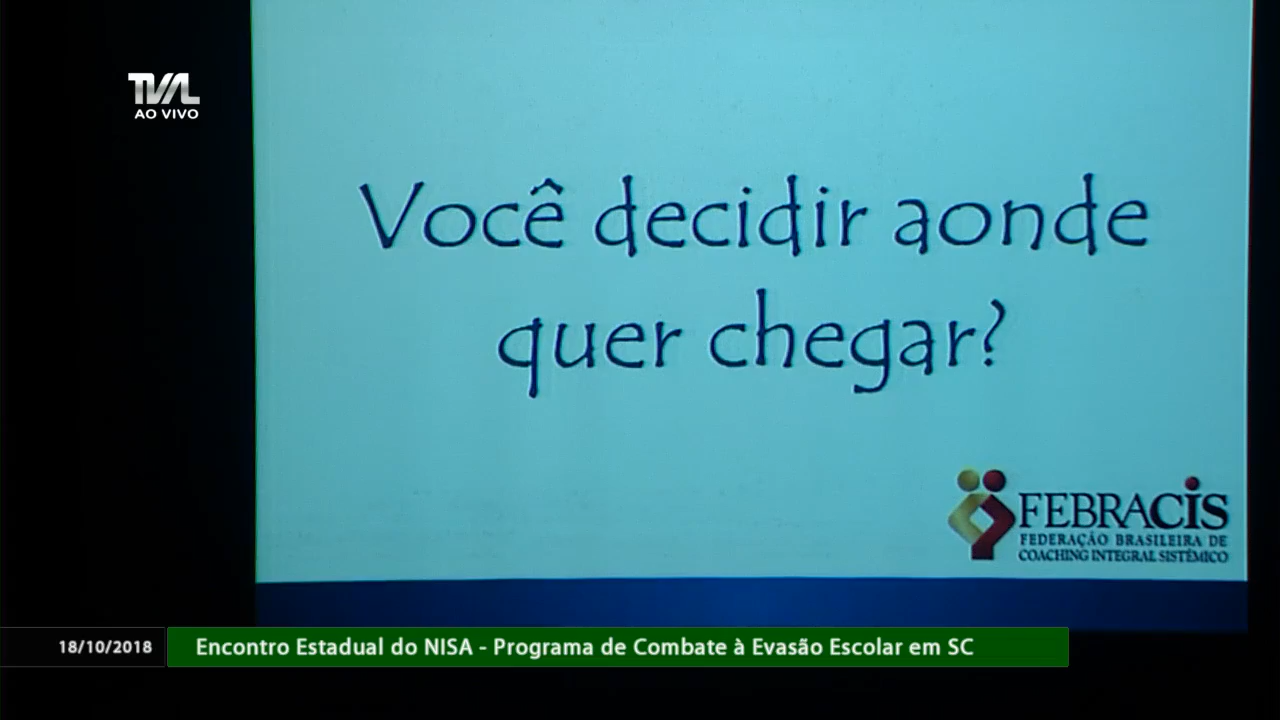 TVAL
AO VIVO
Você decidir aonde
quer chegar?
FEBRACIS
FEDERAÇÃO BRASILEIRA DE
COACHING INTEGRAL SISTÊMICO
18/10/2018
Encontro Estadual do NISA - Programa de Combate à Evasão Escolar em SC